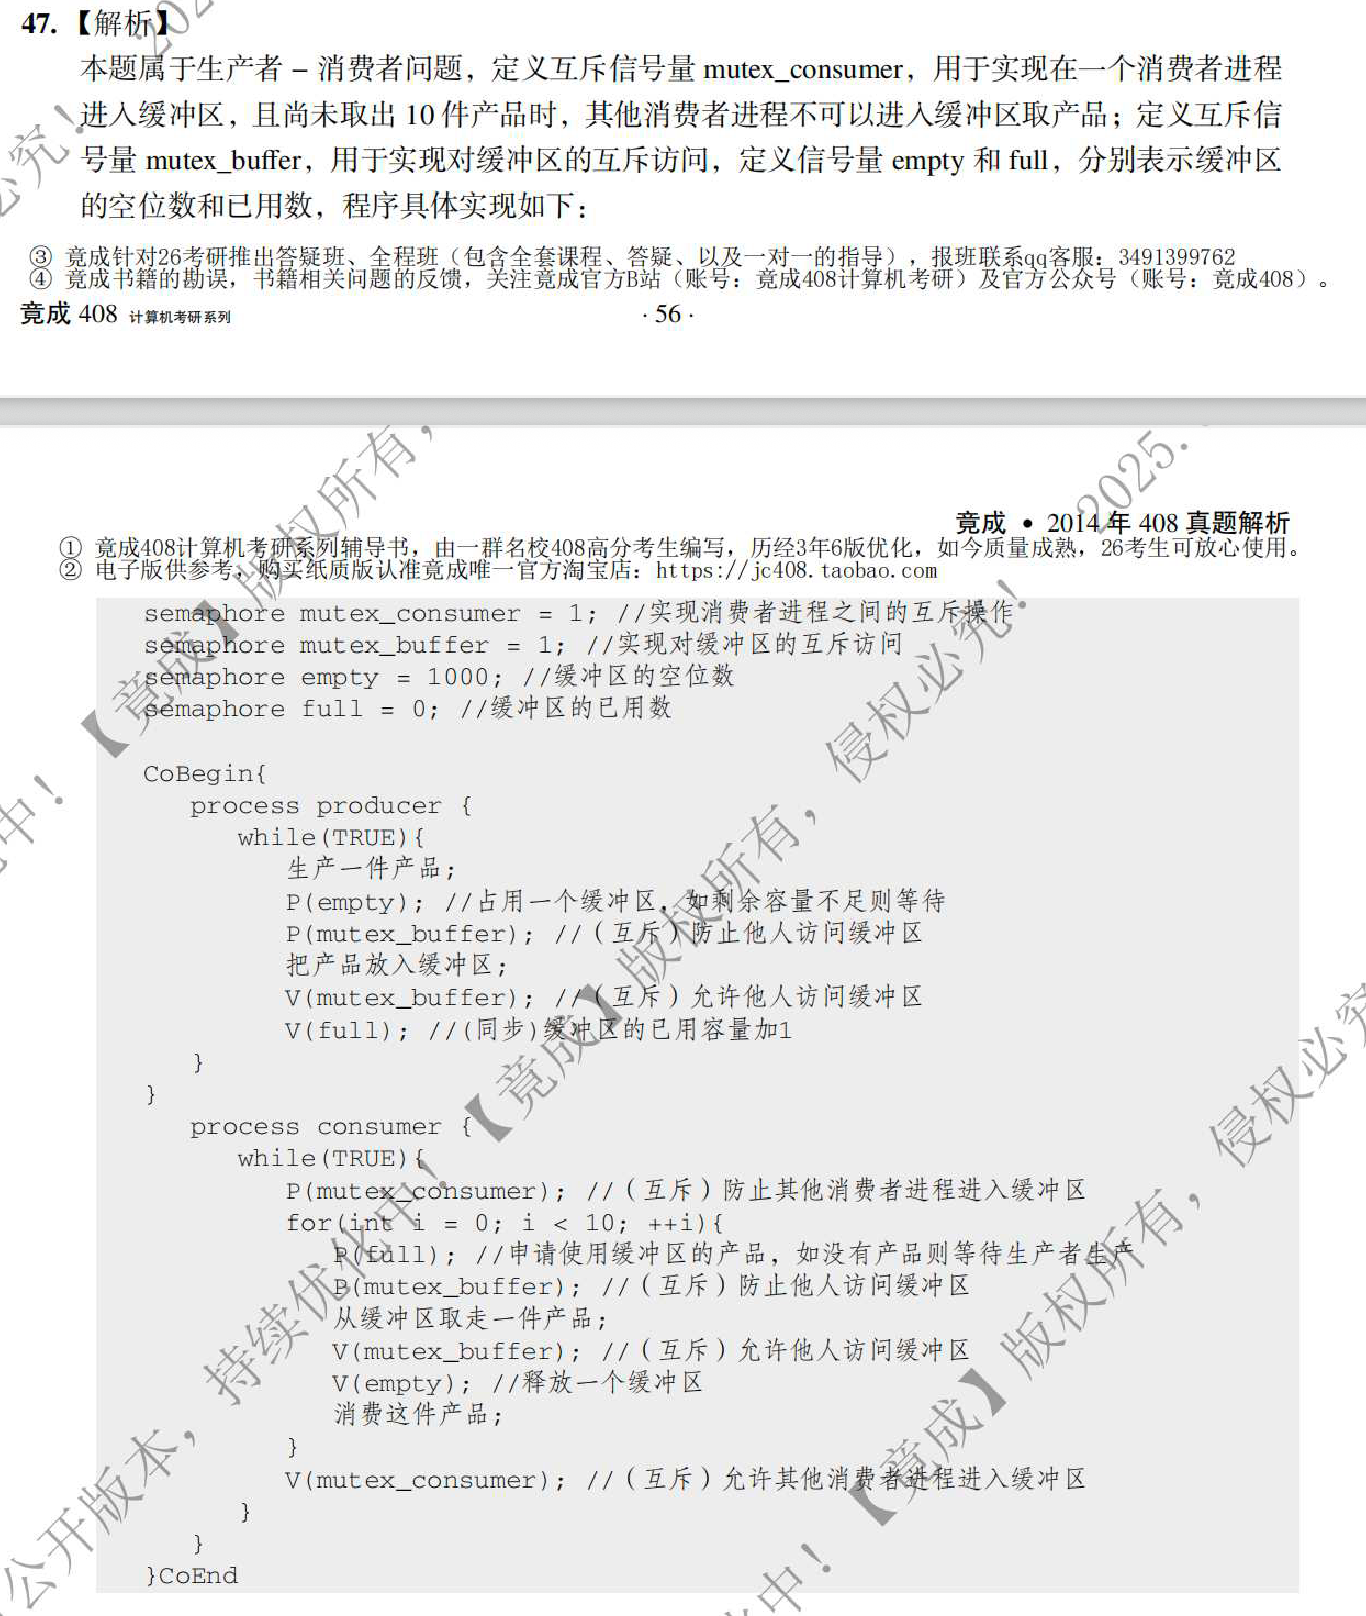 47. 【解析】
本题属于生产者 – 消费者问题，定义互斥信号量 mutex_consumer，用于实现在一个消费者进程
进入缓冲区，且尚未取出 10 件产品时，其他消费者进程不可以进入缓冲区取产品；定义互斥信
号量 mutex_buffer，用于实现对缓冲区的互斥访问，定义信号量 empty 和 full，分别表示缓冲区
的空位数和已用数，程序具体实现如下：
③ 竟成针对26考研推出答疑班、全程班（包含全套课程、答疑、以及一对一的指导），报班联系qq客服：3491399762
④ 竟成书籍的勘误，书籍相关问题的反馈，关注竟成官方B站（账号：竟成408计算机考研）及官方公众号（账号：竟成408）。
竟成 408 计算机考研系列 · 56 ·
竟成 • 2014 年 408 真题解析
① 竟成408计算机考研系列辅导书，由一群名校408高分考生编写，历经3年6版优化，如今质量成熟，26考生可放心使用。
② 电子版供参考，购买纸质版认准竟成唯一官方淘宝店：https://jc408.taobao.com
semaphore mutex_consumer = 1; //实现消费者进程之间的互斥操作
semaphore mutex_buffer = 1; //实现对缓冲区的互斥访问
semaphore empty = 1000; //缓冲区的空位数
semaphore full = 0; //缓冲区的已用数
CoBegin{
process producer {
while(TRUE){
生产一件产品;
P(empty); //占用一个缓冲区，如剩余容量不足则等待
P(mutex_buffer); //（互斥）防止他人访问缓冲区
把产品放入缓冲区;
V(mutex_buffer); //（互斥）允许他人访问缓冲区
V(full); //(同步)缓冲区的已用容量加1
}
}
process consumer {
while(TRUE){
P(mutex_consumer); //（互斥）防止其他消费者进程进入缓冲区
for(int i = 0; i < 10; ++i){
P(full); //申请使用缓冲区的产品，如没有产品则等待生产者生产
P(mutex_buffer); //（互斥）防止他人访问缓冲区
从缓冲区取走一件产品;
V(mutex_buffer); //（互斥）允许他人访问缓冲区
V(empty); //释放一个缓冲区
消费这件产品;
}
V(mutex_consumer); //（互斥）允许其他消费者进程进入缓冲区
}
}
}CoEnd
【竟成】版权所有，
2025.
【竟成】版权所有，侵权必究！
公开版本，持续优化中！
【竟成】版权所有，侵权必究